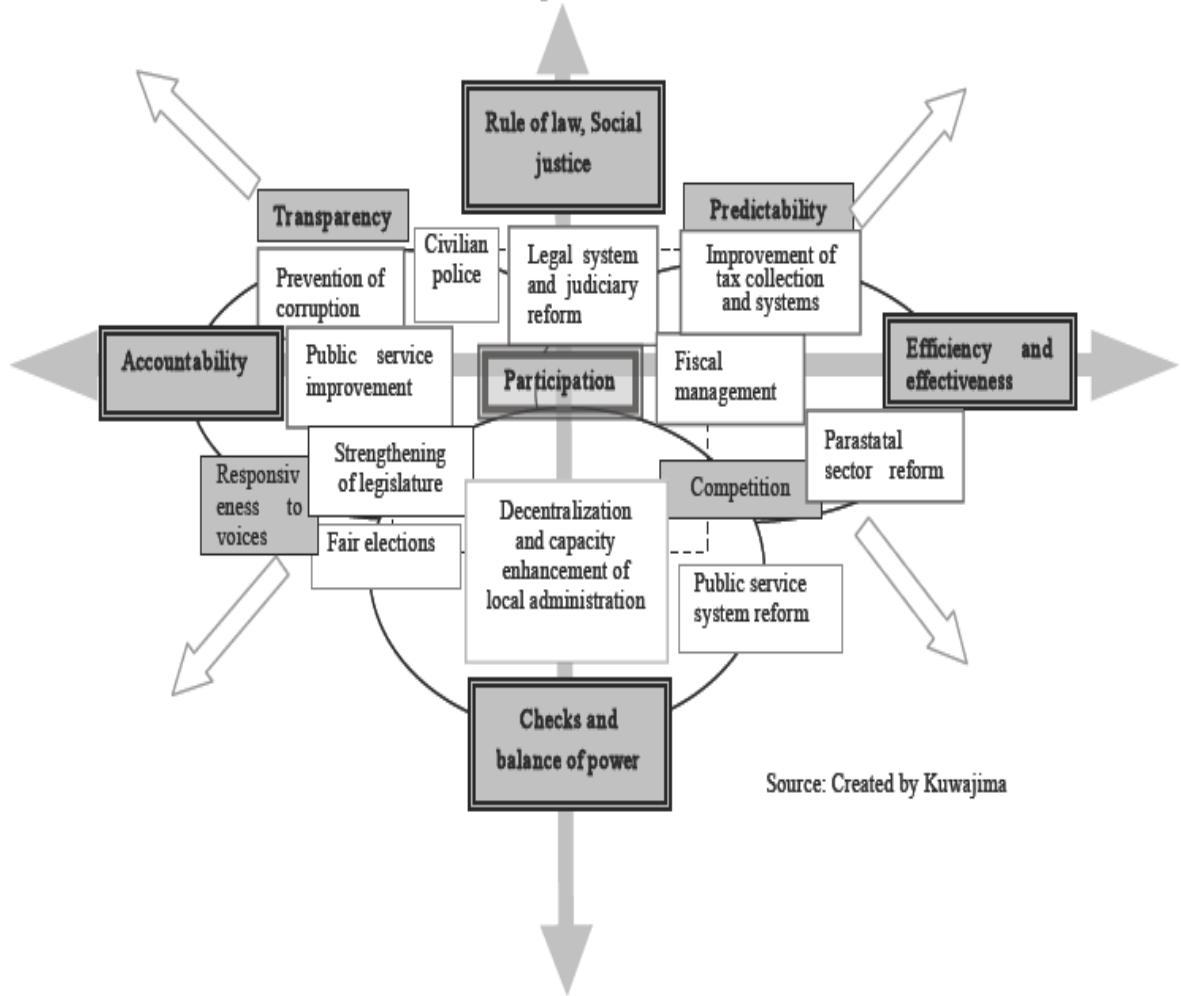 Rule of law, Social
justice
Transparency
Predictability
Civilian
police
Legal system
and judiciary
reform
Improvement of
tax collection
and systems
Prevention of
corruption
Accountability
Public service
improvement
Participation
Fiscal
management
Efficiency and
effectiveness
Strengthening
of legislature
Parastatal
sector reform
Responsiv
eness to
voices
Competition
Decentralization
and capacity
enhancement of
local administration
Fair elections
Public service
system reform
Checks and
balance of power
Source: Created by Kuwajima